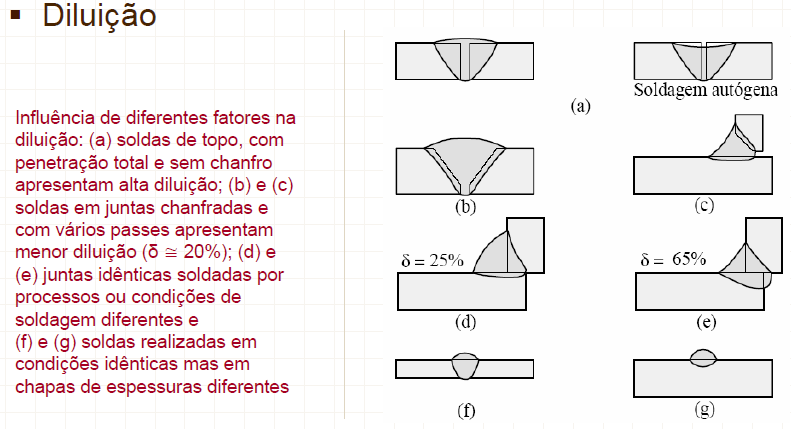 ▪ Diluição
Influência de diferentes fatores na
diluição: (a) soldas de topo, com
penetração total e sem chanfro
apresentam alta diluição; (b) e (c)
soldas em juntas chanfradas e
com vários passes apresentam
menor diluição (δ ≅ 20%); (d) e
(e) juntas idênticas soldadas por
processos ou condições de
soldagem diferentes e
(f) e (g) soldas realizadas em
condições idênticas mas em
chapas de espessuras diferentes
Soldagem autógena
(a)
(b)
(c)
δ = 25%
δ = 65%
(d)
(e)
(f)
(g)